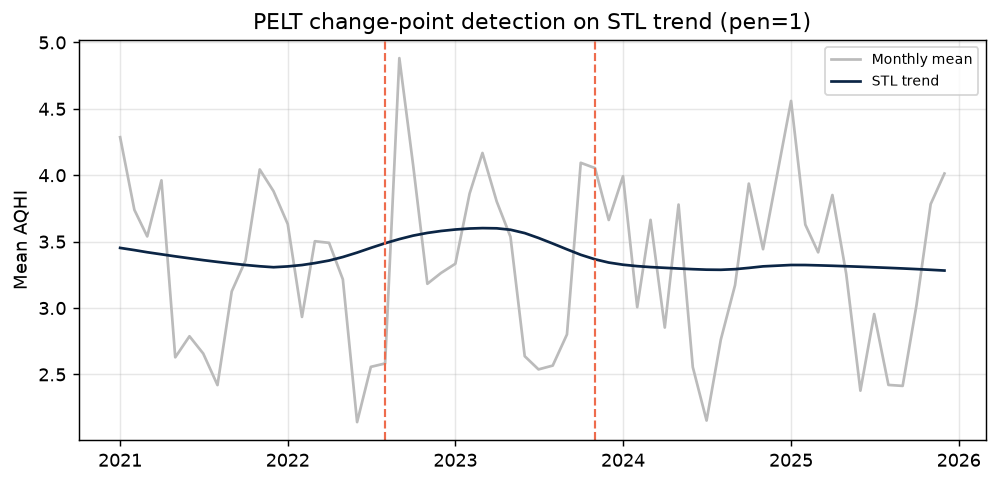 PELT change-point detection on STL trend (pen=1)
Monthly mean
STL trend
Mean AQHI
5.0
4.5
4.0
3.5
3.0
2.5
2021 2022 2023 2024 2025 2026